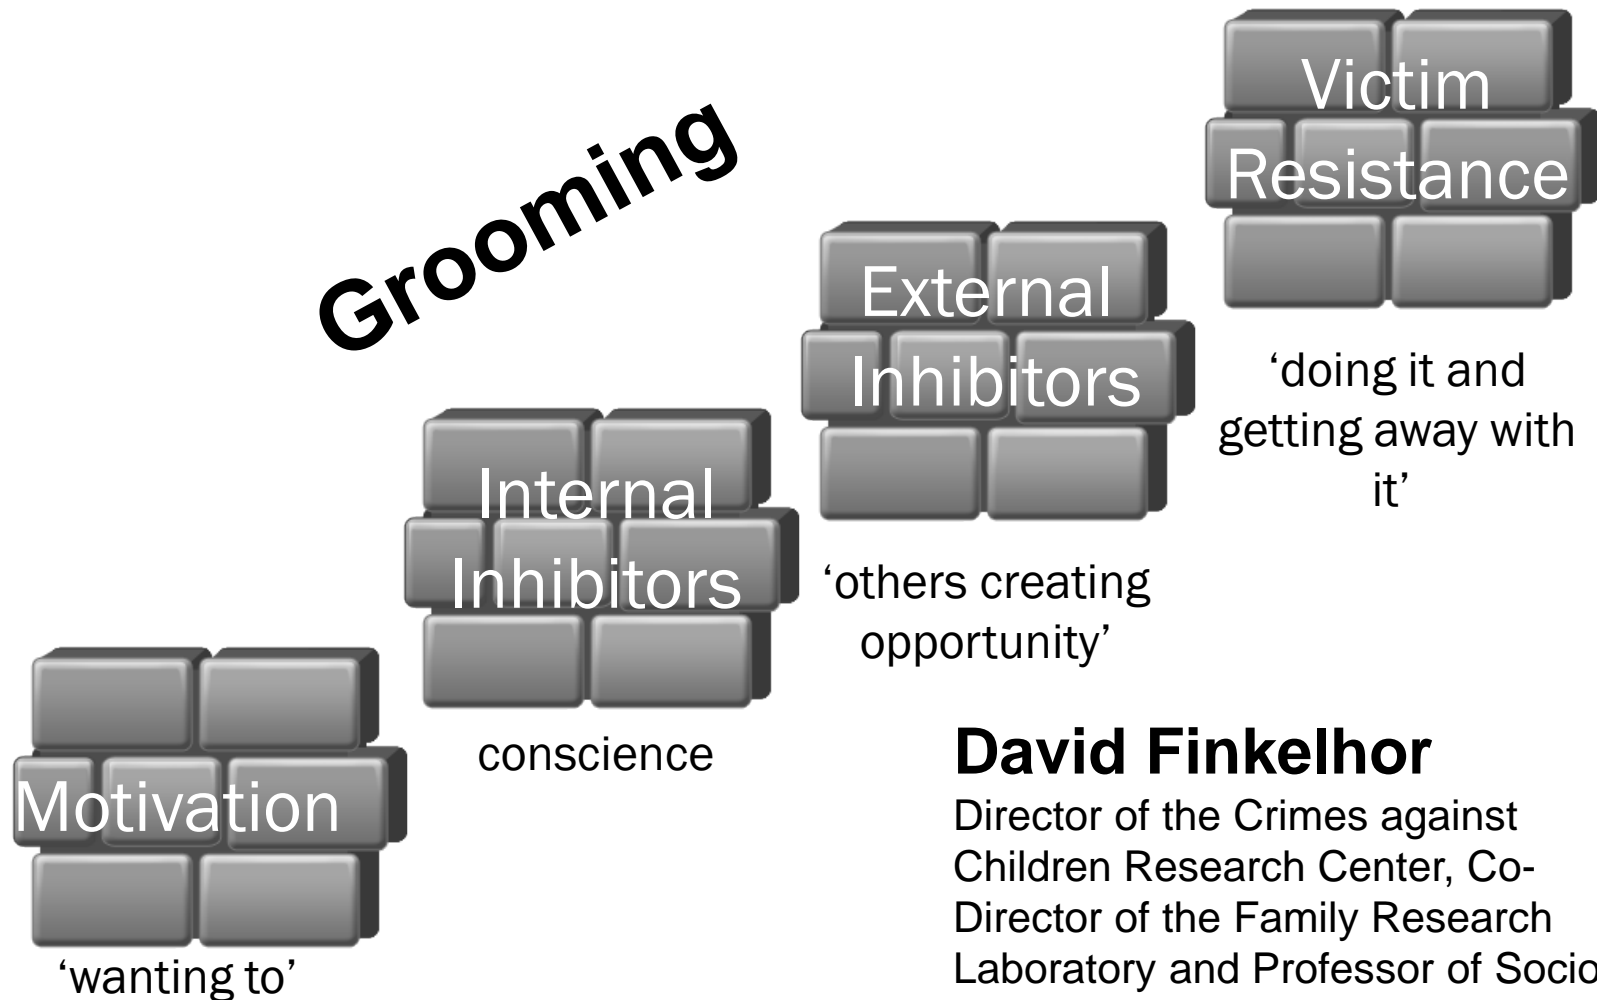 Grooming
Victim
Resistance
'doing it and
getting away with
it'
External
Inhibitors
‘others creating
opportunity’
Internal
Inhibitors
conscience
Motivation
‘wanting to’
David Finkelhor
Director of the Crimes against
Children Research Center, Co-
Director of the Family Research
Laboratory and Professor of Socio